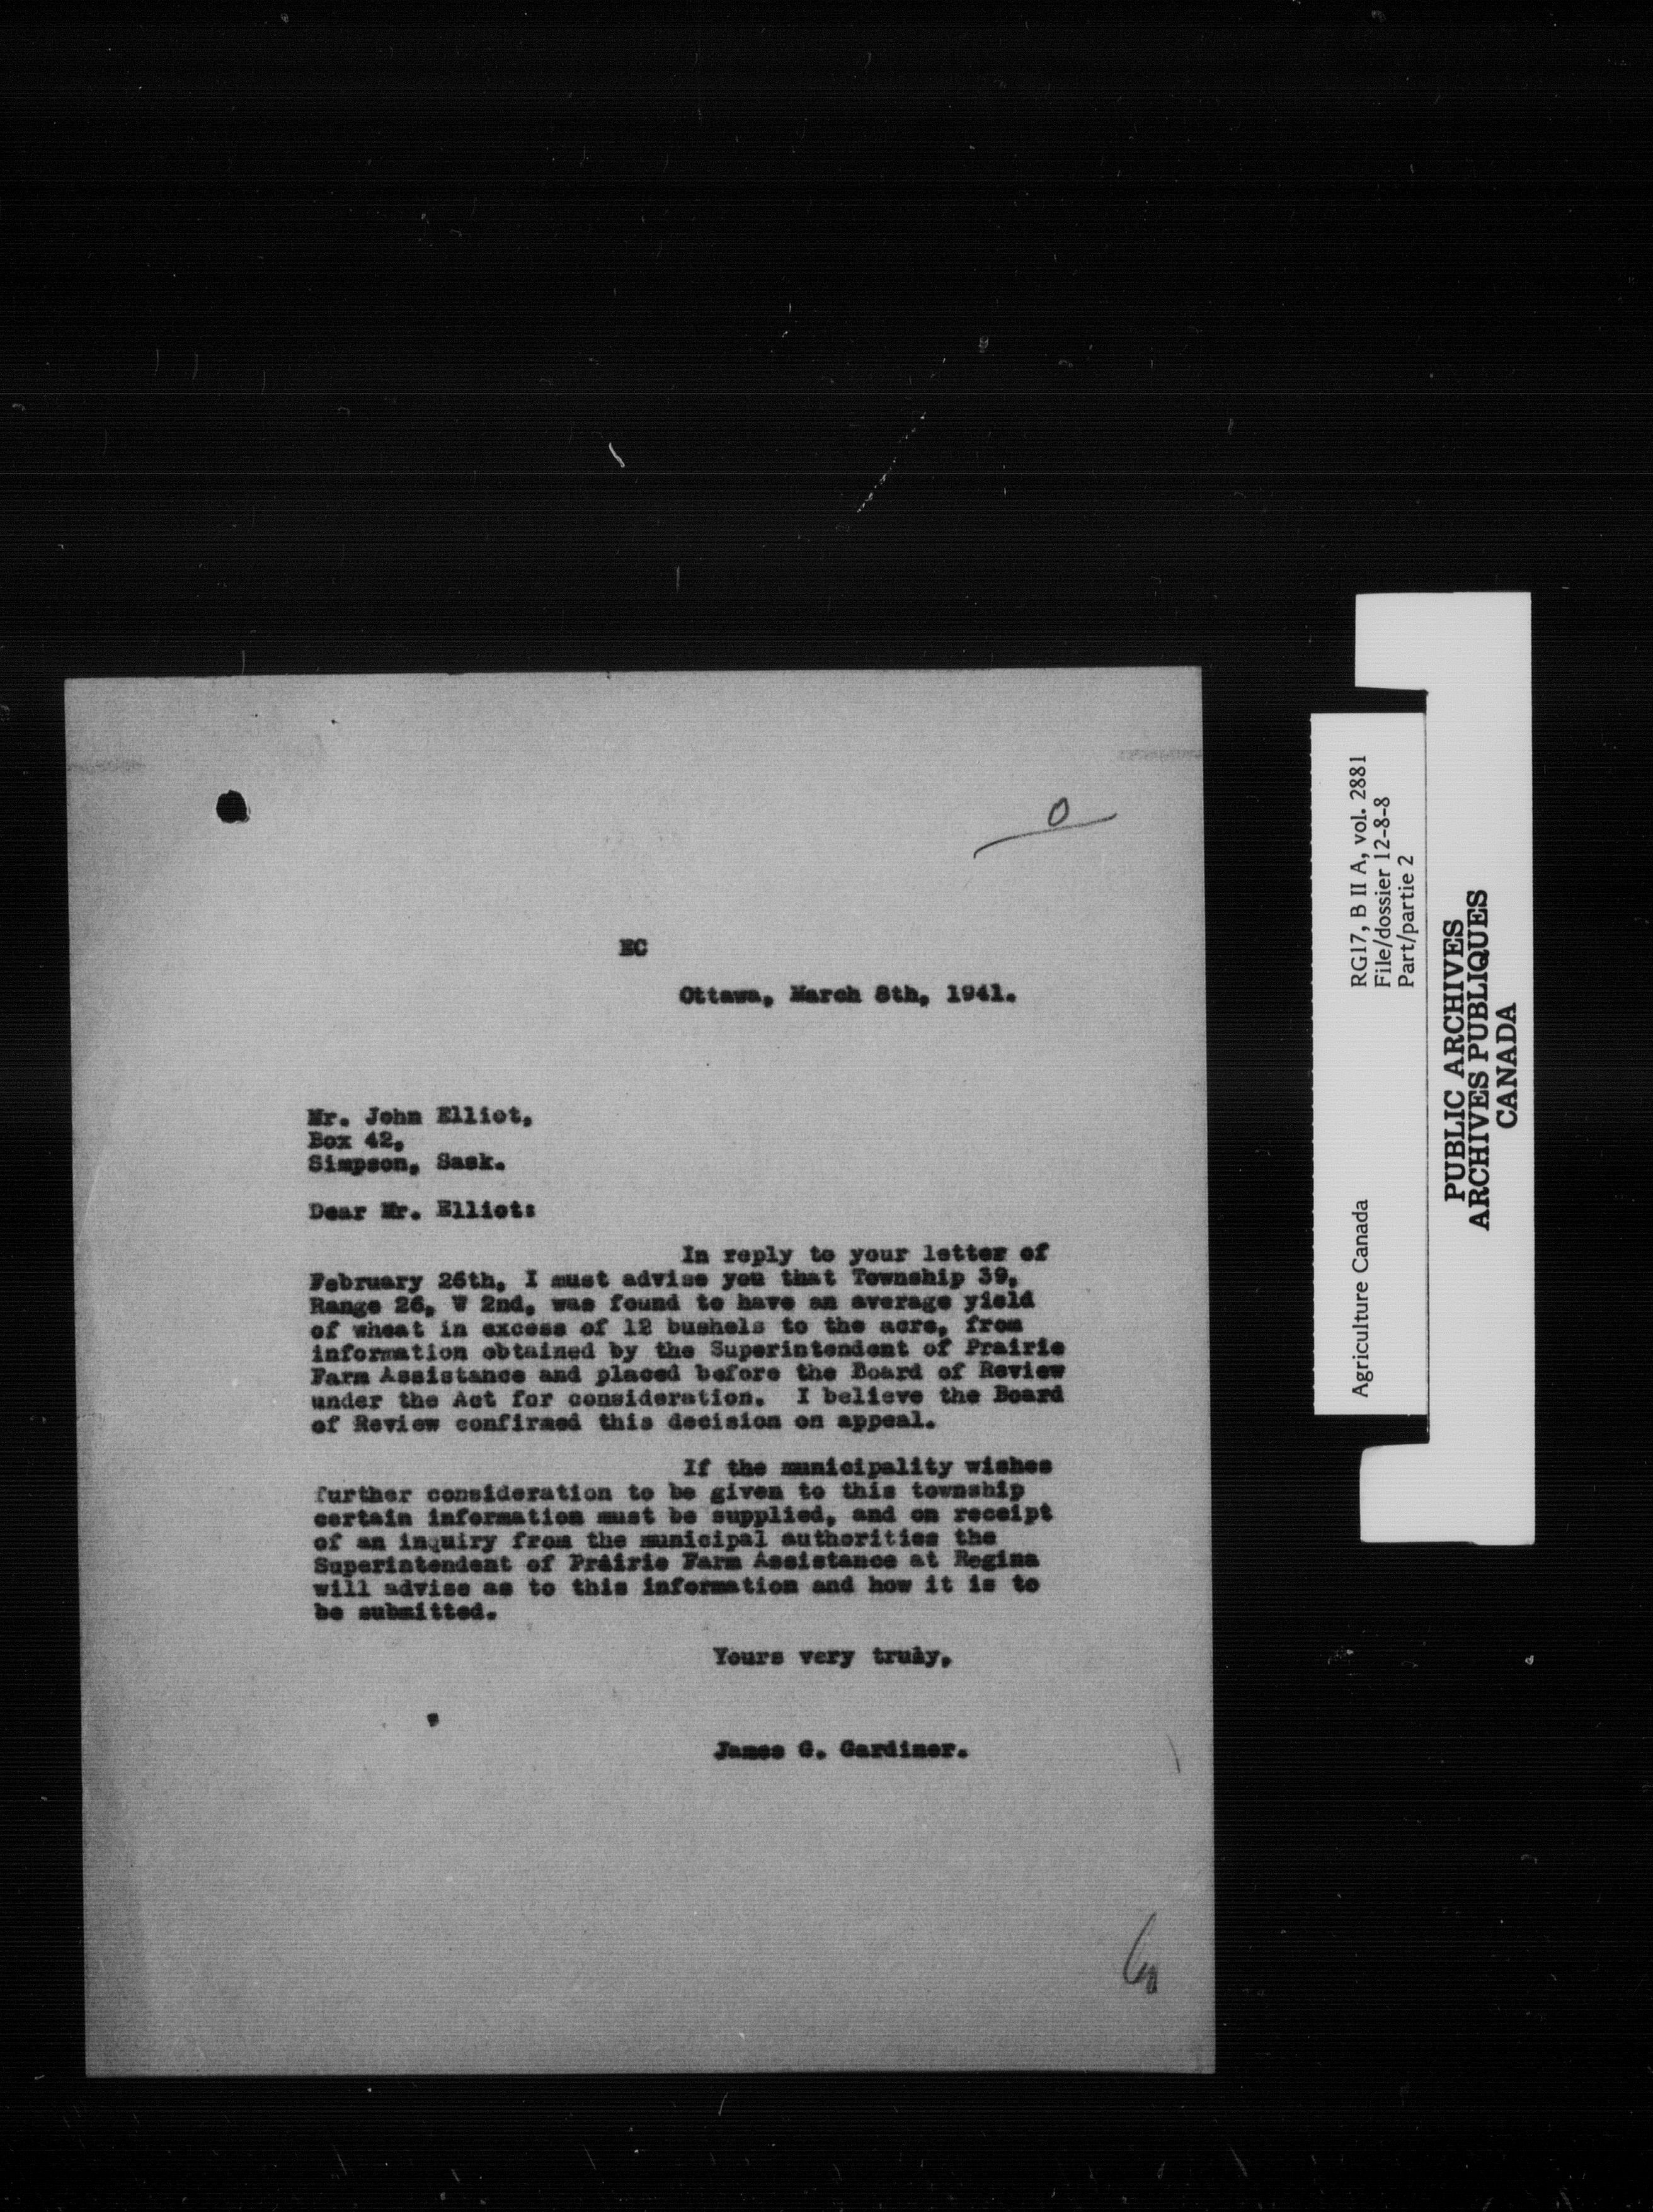 0
EC
Ottawa, March 8th, 1941.
Mr. John Elliot,
Box 42,
Simpson, Sask.
Dear Mr. Elliot:
In reply to your letter of
February 26th, I must advise you that Township 39,
Range 26, W 2nd, was found to have an average yield
of wheat in excess of 12 bushels to the acre, from
information obtained by the Superintendent of Prairie
Farm Assistance and placed before the Board of Review
under the Act for consideration. I believe the Board
of Review confirmed this decision on appeal.
If the municipality wishes
further consideration to be given to this township
certain information must be supplied, and on receipt
of an inquiry from the municipal authorities the
Superintendent of Prairie Farm Assistance at Regina
will advise as to this information and how it is to
be submitted.
Yours very truly,
James G. Gardiner.
Agriculture Canada
RG17, B II A, vol. 2881
File/dossier 12-8-8
Part/partie 2
PUBLIC ARCHIVES
ARCHIVES PUBLIQUES
CANADA